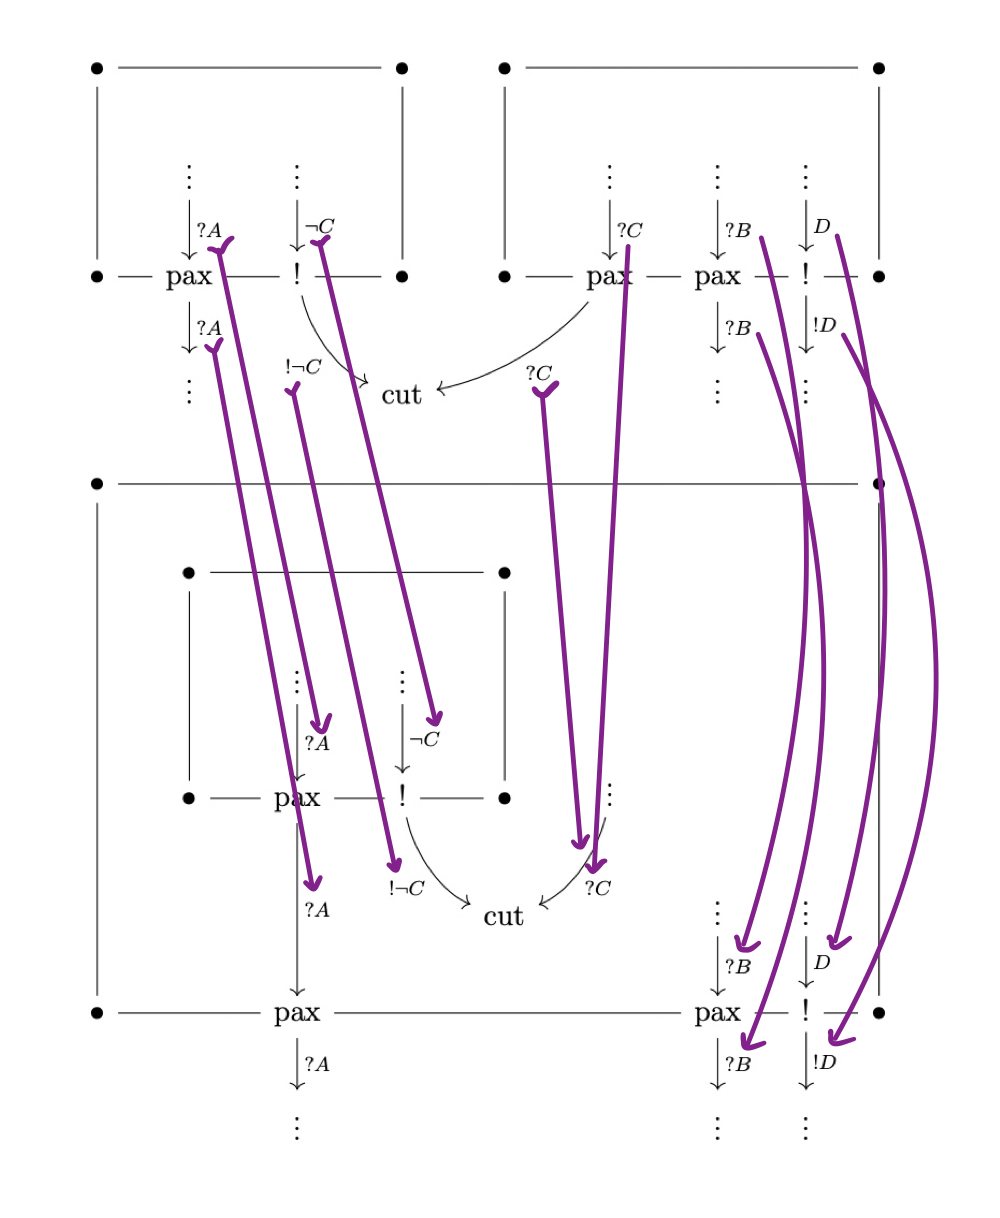 ⋮ ⋮ ⋮ ⋮ ⋮
?A ¬C ?C ?B D
pax ! pax pax !
?A ?B !D
!¬C ?C
⋮ cut ⋮ ⋮
⋮ ⋮
?A ¬C
pax ! ⋮
!¬C ?C
?A cut ⋮ ⋮
?B D
pax pax !
?A ?B !D
⋮ ⋮ ⋮